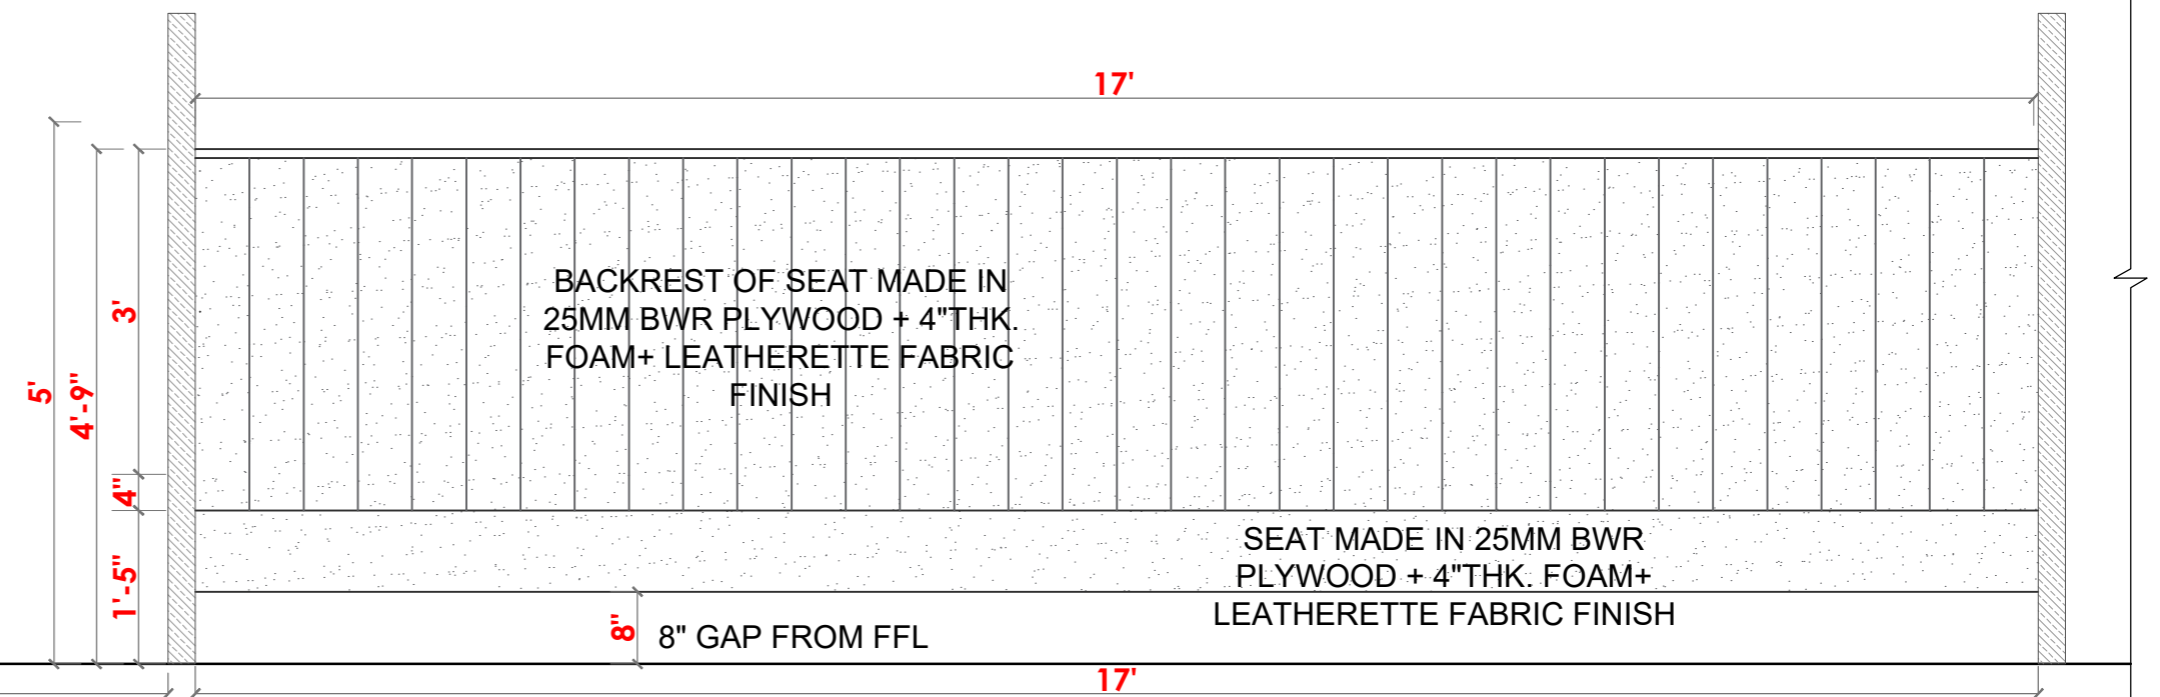 17'
BACKREST OF SEAT MADE IN
25MM BWR PLYWOOD + 4"THK.
FOAM+ LEATHERETTE FABRIC
FINISH
3'
5'
4'-9"
4"
1'-5"
SEAT MADE IN 25MM BWR
PLYWOOD + 4"THK. FOAM+
LEATHERETTE FABRIC FINISH
8"
8" GAP FROM FFL
17'